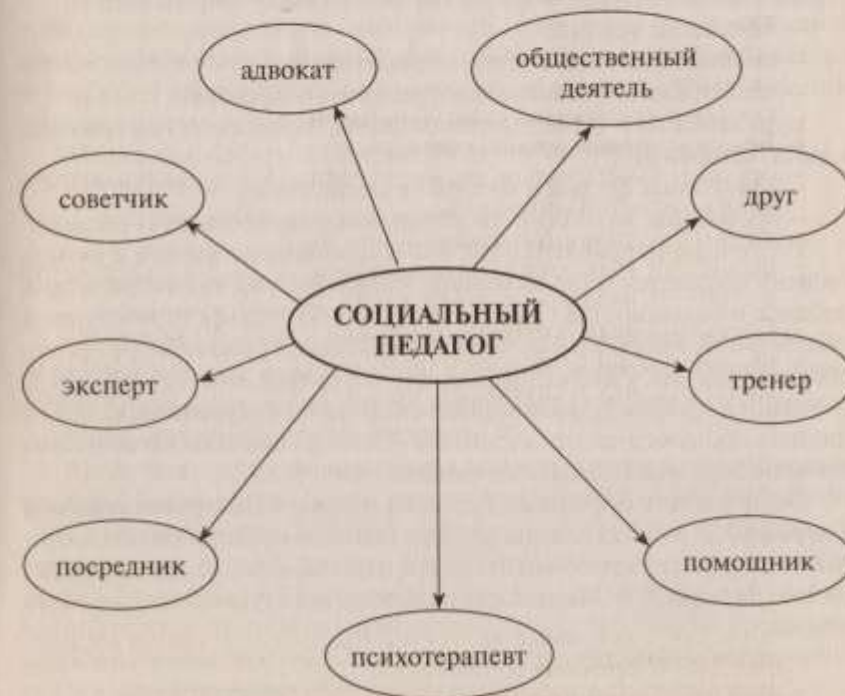 адвокат
общественный
деятель
советчик
друг
СОЦИАЛЬНЫЙ
ПЕДАГОГ
эксперт
тренер
посредник
помощник
психотерапевт